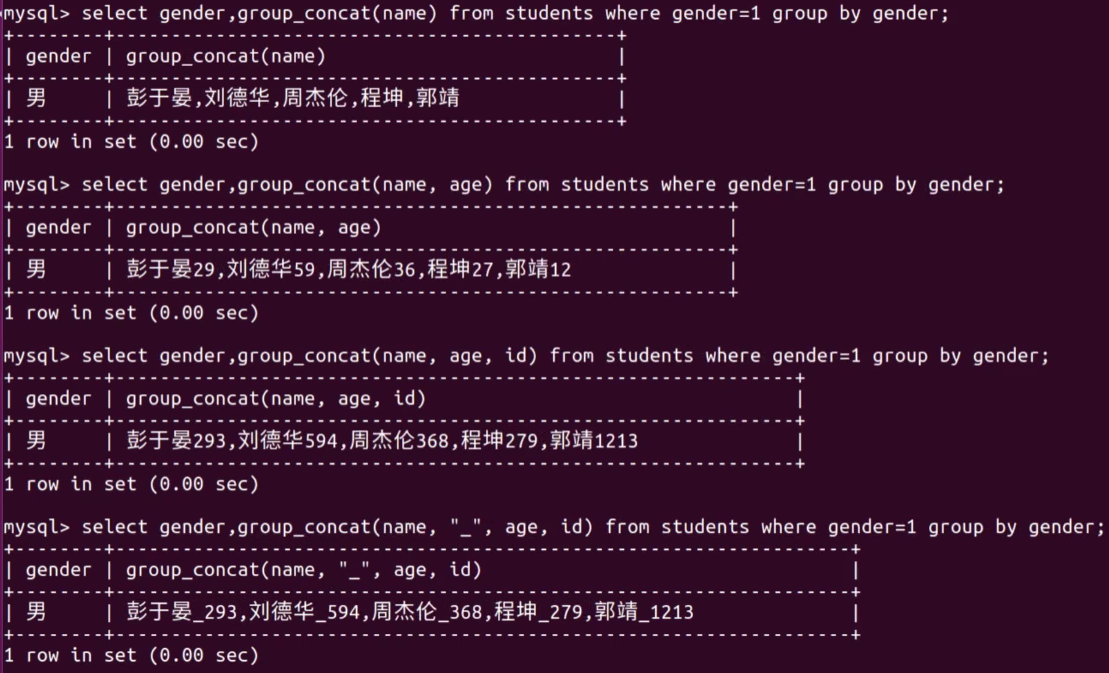 mysql> select gender,group_concat(name) from students where gender=1 group by gender;
+--------+---------------------------------------------+
| gender | group_concat(name) |
+--------+---------------------------------------------+
| 男 | 彭于晏,刘德华,周杰伦,程坤,郭靖 |
+--------+---------------------------------------------+
1 row in set (0.00 sec)
mysql> select gender,group_concat(name, age) from students where gender=1 group by gender;
+--------+-------------------------------------------------------+
| gender | group_concat(name, age) |
+--------+-------------------------------------------------------+
| 男 | 彭于晏29,刘德华59,周杰伦36,程坤27,郭靖12 |
+--------+-------------------------------------------------------+
1 row in set (0.00 sec)
mysql> select gender,group_concat(name, age, id) from students where gender=1 group by gender;
+--------+-------------------------------------------------------------+
| gender | group_concat(name, age, id) |
+--------+-------------------------------------------------------------+
| 男 | 彭于晏293,刘德华594,周杰伦368,程坤279,郭靖1213 |
+--------+-------------------------------------------------------------+
1 row in set (0.00 sec)
mysql> select gender,group_concat(name, "_", age, id) from students where gender=1 group by gender;
+--------+------------------------------------------------------------------+
| gender | group_concat(name, "_", age, id) |
+--------+------------------------------------------------------------------+
| 男 | 彭于晏_293,刘德华_594,周杰伦_368,程坤_279,郭靖_1213 |
+--------+------------------------------------------------------------------+
1 row in set (0.00 sec)